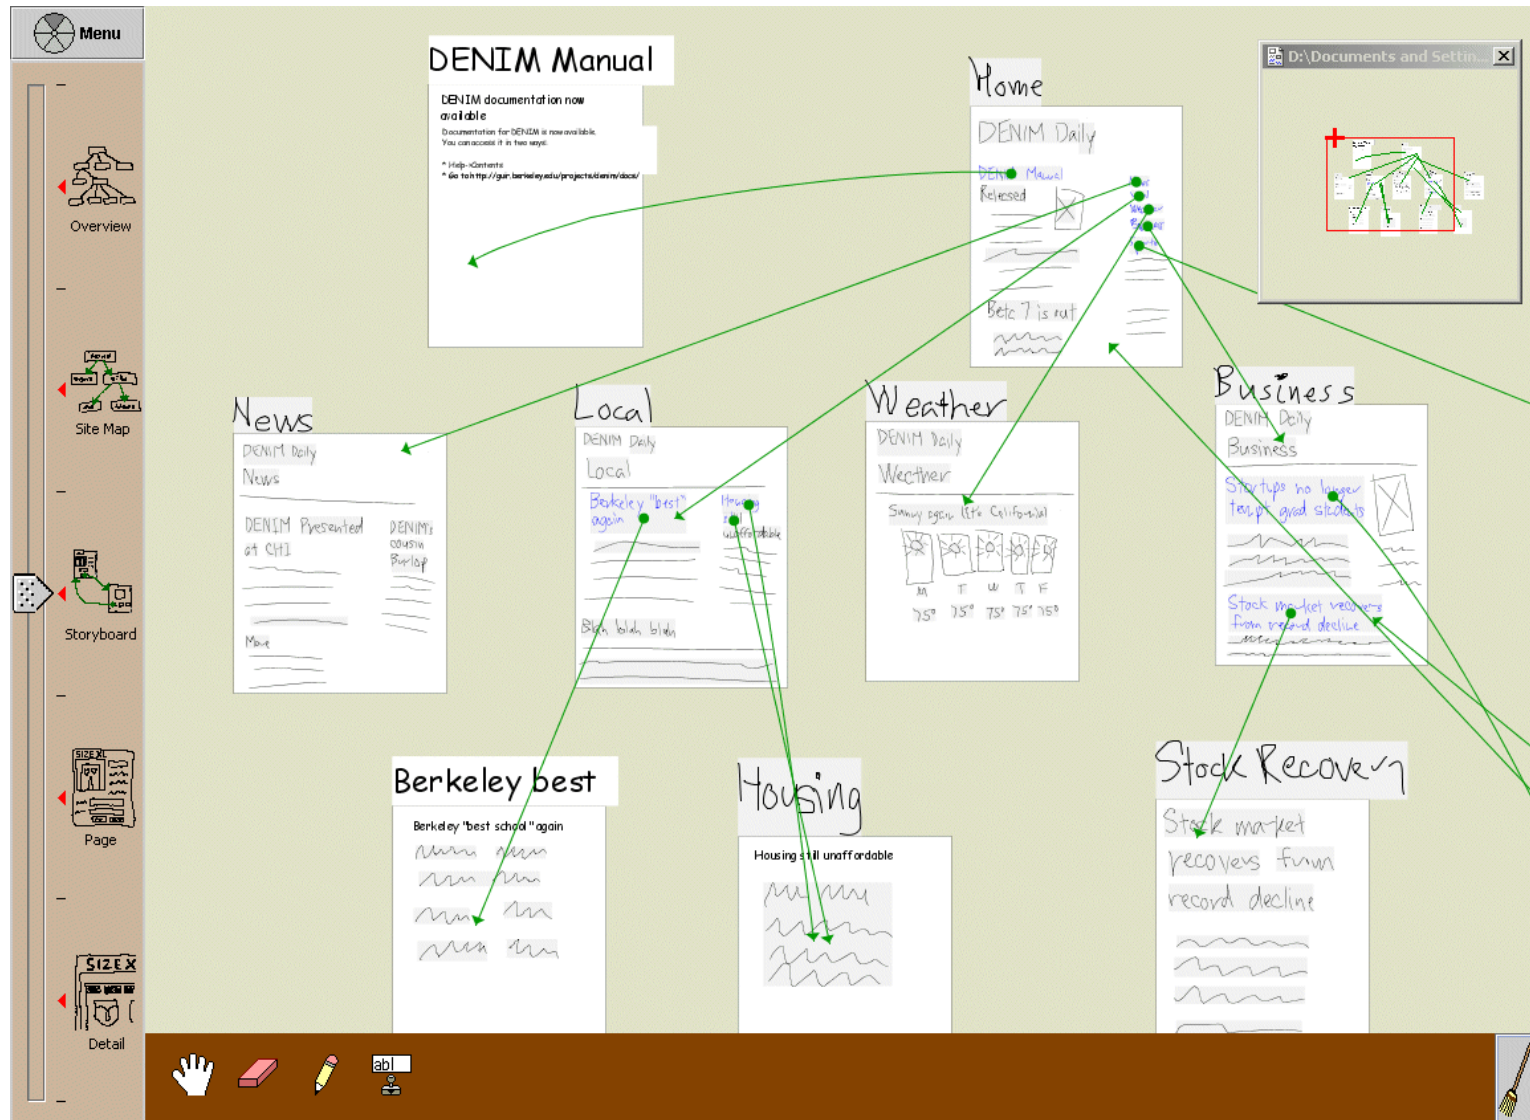 Menu
Overview
Site Map
Storyboard
SIZE XL
Page
SIZE X
Detail
D:\Documents and Settin...
DENIM Manual
DENIM documentation now
available
Documentation for DENIM is now available.
You can access it in two ways:
* Help->Contents
* Go to http://guir.berkeley.edu/projects/denim/docs/
Home
DENIM Daily
DENIM Manual
Released
Beta 7 is out
News
DENIM Daily
News
DENIM Presented
at CHI
DENIM's
cousin
Burlap
More
Local
DENIM Daily
Local
Berkeley "best"
again
Housing
still
unaffordable
Blah blah blah
Weather
DENIM Daily
Weather
Sunny again (it's California)
M T W T F
75° 75° 75° 75° 75°
Business
DENIM Daily
Business
Startups no longer
tempt grad students
Stock market recovers
from record decline
Berkeley best
Berkeley "best school" again
Housing
Housing still unaffordable
Stock Recovery
Stock market
recovers from
record decline
abl